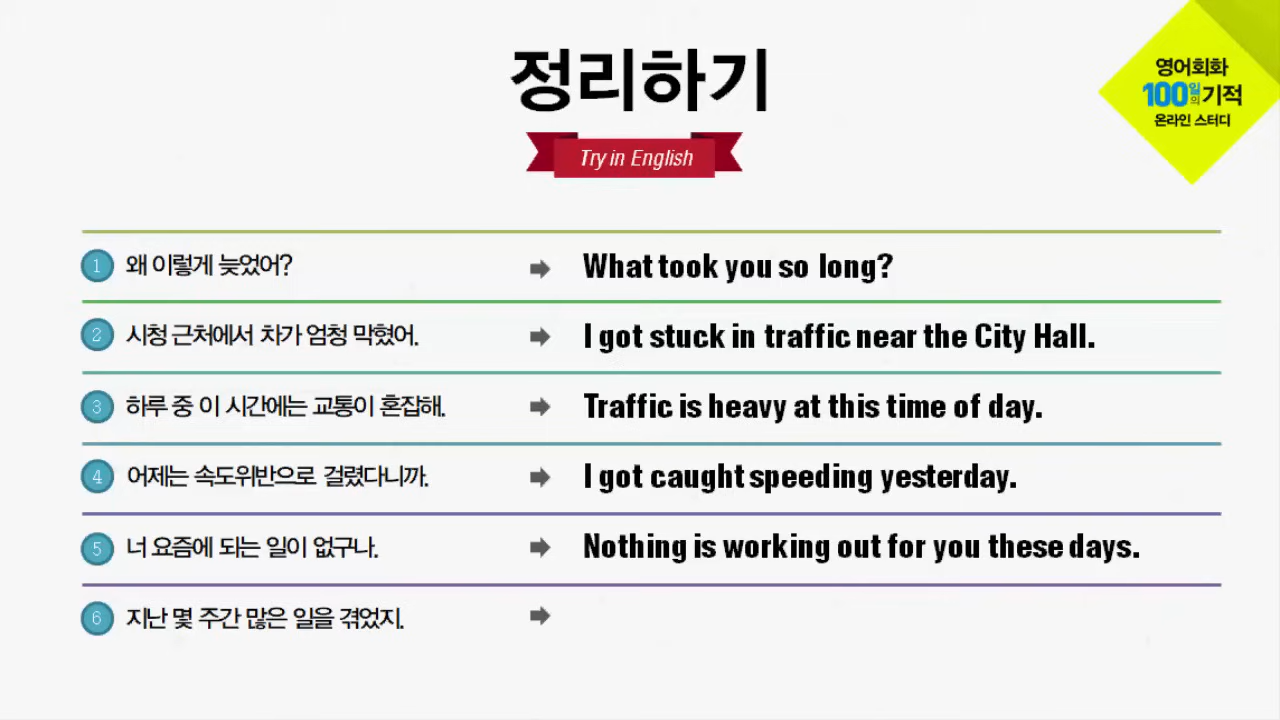 정리하기
영어회화
100일의 기적
온라인 스터디
Try in English
1 왜 이렇게 늦었어? What took you so long?
2 시청 근처에서 차가 엄청 막혔어. I got stuck in traffic near the City Hall.
3 하루 중 이 시간에는 교통이 혼잡해. Traffic is heavy at this time of day.
4 어제는 속도위반으로 걸렸다니까. I got caught speeding yesterday.
5 너 요즘에 되는 일이 없구나. Nothing is working out for you these days.
6 지난 몇 주간 많은 일을 겪었지.